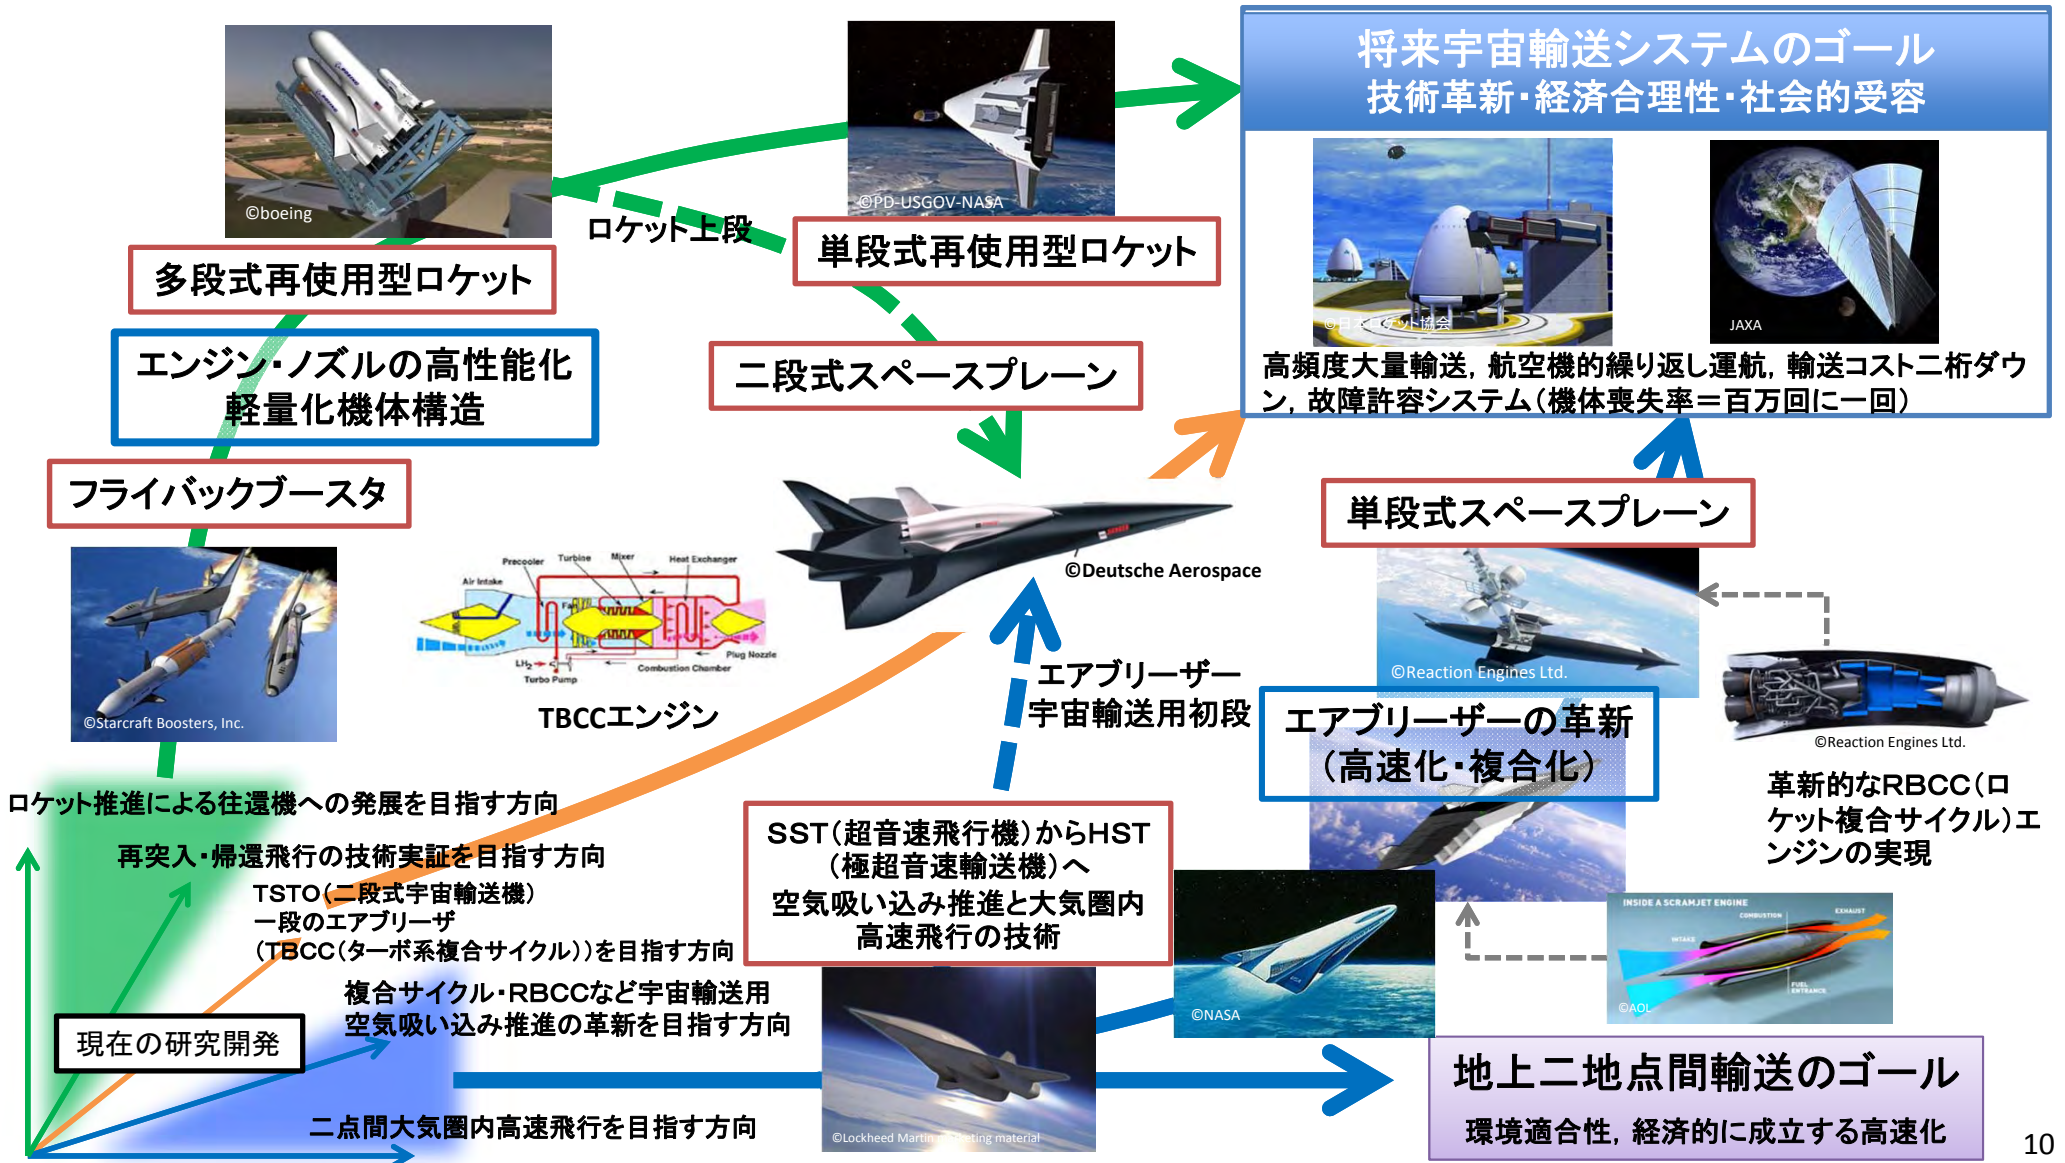 将来宇宙輸送システムのゴール
技術革新・経済合理性・社会的受容
©boeing
©PD-USGOV-NASA
ロケット上段
多段式再使用型ロケット
単段式再使用型ロケット
©日本ロケット協会
JAXA
高頻度大量輸送，航空機的繰り返し運航，輸送コスト二桁ダウ
ン，故障許容システム（機体喪失率＝百万回に一回）
エンジン・ノズルの高性能化
軽量化機体構造
二段式スペースプレーン
フライバックブースタ
単段式スペースプレーン
©Starcraft Boosters, Inc.
Precooler
Turbine
Mixer
Heat Exchanger
Air Intake
Fan
LH2
Turbo Pump
Combustion Chamber
Plug Nozzle
TBCCエンジン
©Deutsche Aerospace
エアブリーザー
宇宙輸送用初段
©Reaction Engines Ltd.
エアブリーザーの革新
（高速化・複合化）
©Reaction Engines Ltd.
革新的なRBCC（ロ
ケット複合サイクル）エ
ンジンの実現
ロケット推進による往還機への発展を目指す方向
再突入・帰還飛行の技術実証を目指す方向
TSTO（二段式宇宙輸送機）
一段のエアブリーザ
（TBCC（ターボ系複合サイクル））を目指す方向
複合サイクル・RBCCなど宇宙輸送用
空気吸い込み推進の革新を目指す方向
現在の研究開発
二点間大気圏内高速飛行を目指す方向
SST（超音速飛行機）からHST
（極超音速輸送機）へ
空気吸い込み推進と大気圏内
高速飛行の技術
©NASA
INSIDE A SCRAMJET ENGINE
COMBUSTION
EXHAUST
INTAKE
FUEL
ENTRANCE
©AOL
©Lockheed Martin marketing material
地上二地点間輸送のゴール
環境適合性，経済的に成立する高速化
10